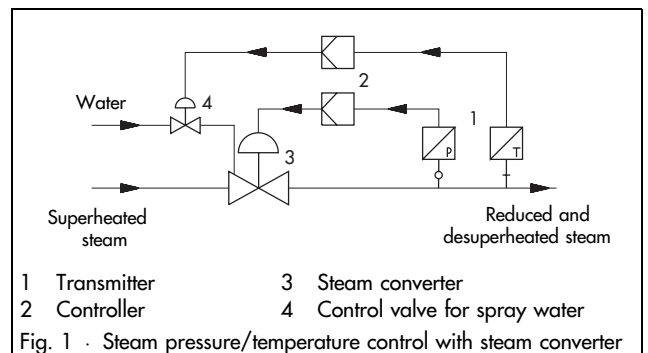 2
Water
4
2
1
P
T
3
Superheated
steam
Reduced and
desuperheated steam
1 Transmitter
2 Controller
3 Steam converter
4 Control valve for spray water
Fig. 1 · Steam pressure/temperature control with steam converter